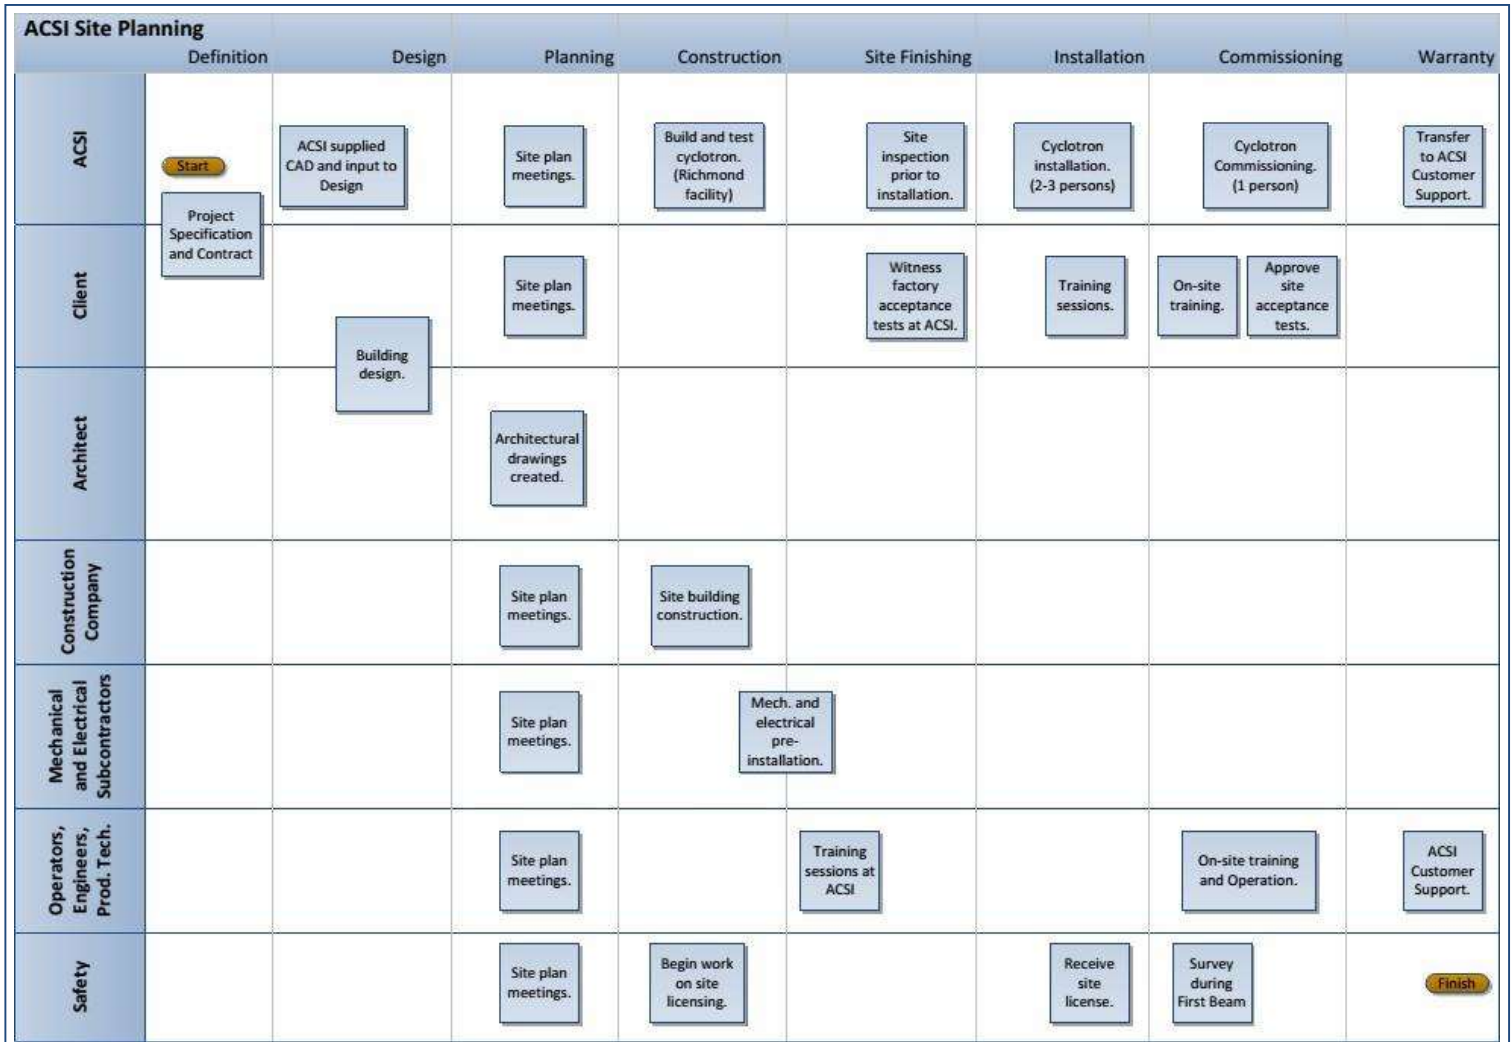 ACSI Site Planning
Definition
Design
Planning
Construction
Site Finishing
Installation
Commissioning
Warranty
ACSI
Start
Project
Specification
and Contract
ACSI supplied
CAD and input to
Design
Site plan
meetings.
Build and test
cyclotron.
(Richmond
facility)
Site
inspection
prior to
installation.
Cyclotron
installation.
(2-3 persons)
Cyclotron
Commissioning.
(1 person)
Transfer
to ACSI
Customer
Support.
Client
Building
design.
Site plan
meetings.
Witness
factory
acceptance
tests at ACSI.
Training
sessions.
On-site
training.
Approve
site
acceptance
tests.
Architect
Architectural
drawings
created.
Construction
Company
Site plan
meetings.
Site building
construction.
Mechanical
and Electrical
Subcontractors
Site plan
meetings.
Mech. and
electrical
pre-
installation.
Operators,
Engineers,
Prod. Tech.
Site plan
meetings.
Training
sessions at
ACSI
On-site training
and Operation.
ACSI
Customer
Support.
Safety
Site plan
meetings.
Begin work
on site
licensing.
Receive
site
license.
Survey
during
First Beam
Finish